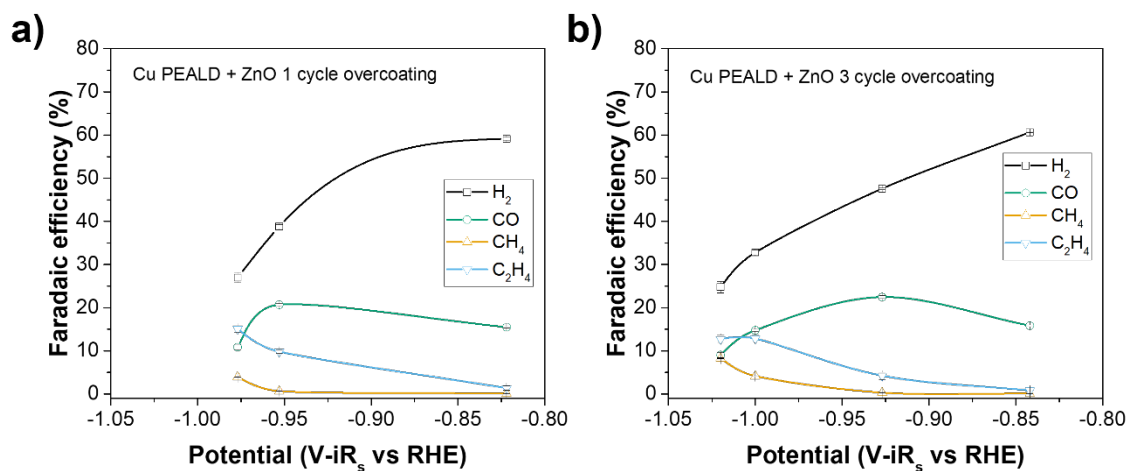 a)
80
70
60
50
40
30
20
10
0
Faradaic efficiency (%)
Cu PEALD + ZnO 1 cycle overcoating
H₂
CO
CH₄
C₂H₄
-1.05
-1.00
-0.95
-0.90
-0.85
-0.80
Potential (V-iRₛ vs RHE)
b)
80
70
60
50
40
30
20
10
0
Faradaic efficiency (%)
Cu PEALD + ZnO 3 cycle overcoating
H₂
CO
CH₄
C₂H₄
-1.05
-1.00
-0.95
-0.90
-0.85
-0.80
Potential (V-iRₛ vs RHE)